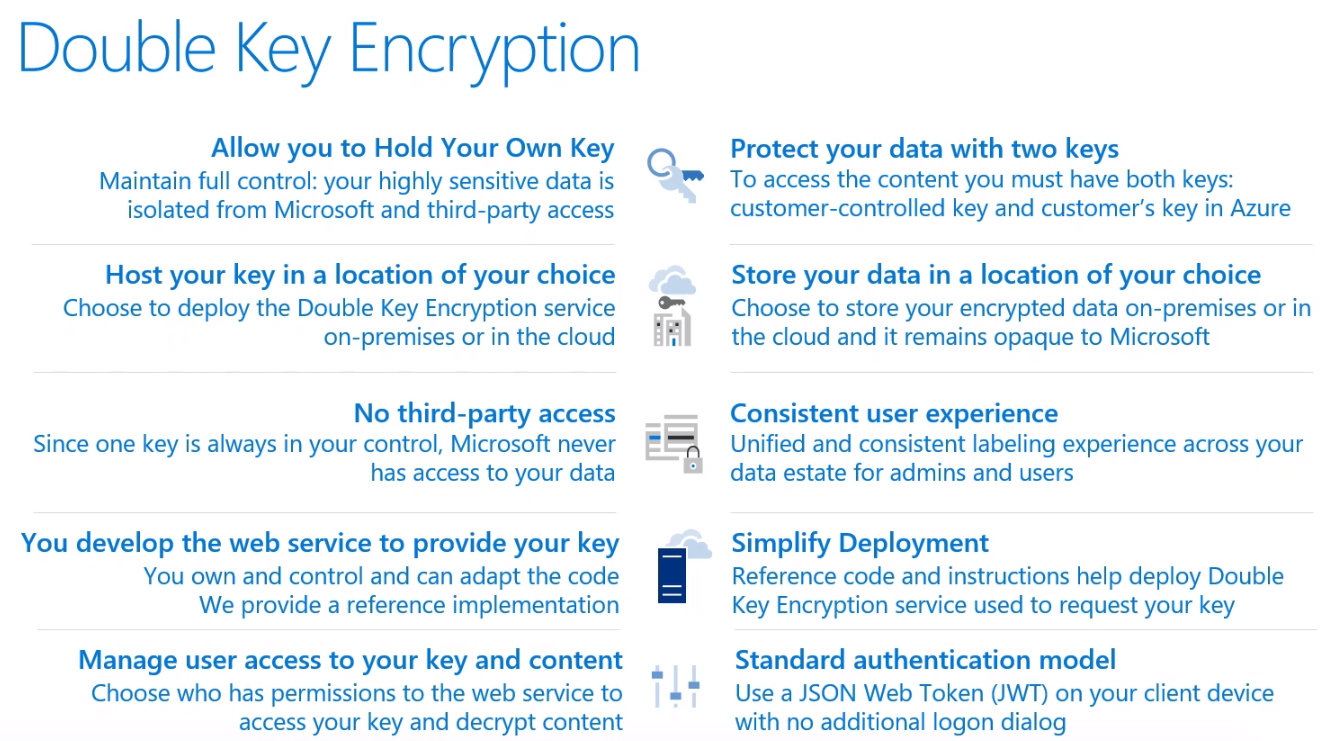 Double Key Encryption
Allow you to Hold Your Own Key
Maintain full control: your highly sensitive data is
isolated from Microsoft and third-party access
Protect your data with two keys
To access the content you must have both keys:
customer-controlled key and customer’s key in Azure
Host your key in a location of your choice
Choose to deploy the Double Key Encryption service
on-premises or in the cloud
Store your data in a location of your choice
Choose to store your encrypted data on-premises or in
the cloud and it remains opaque to Microsoft
No third-party access
Since one key is always in your control, Microsoft never
has access to your data
Consistent user experience
Unified and consistent labeling experience across your
data estate for admins and users
You develop the web service to provide your key
You own and control and can adapt the code
We provide a reference implementation
Simplify Deployment
Reference code and instructions help deploy Double
Key Encryption service used to request your key
Manage user access to your key and content
Choose who has permissions to the web service to
access your key and decrypt content
Standard authentication model
Use a JSON Web Token (JWT) on your client device
with no additional logon dialog